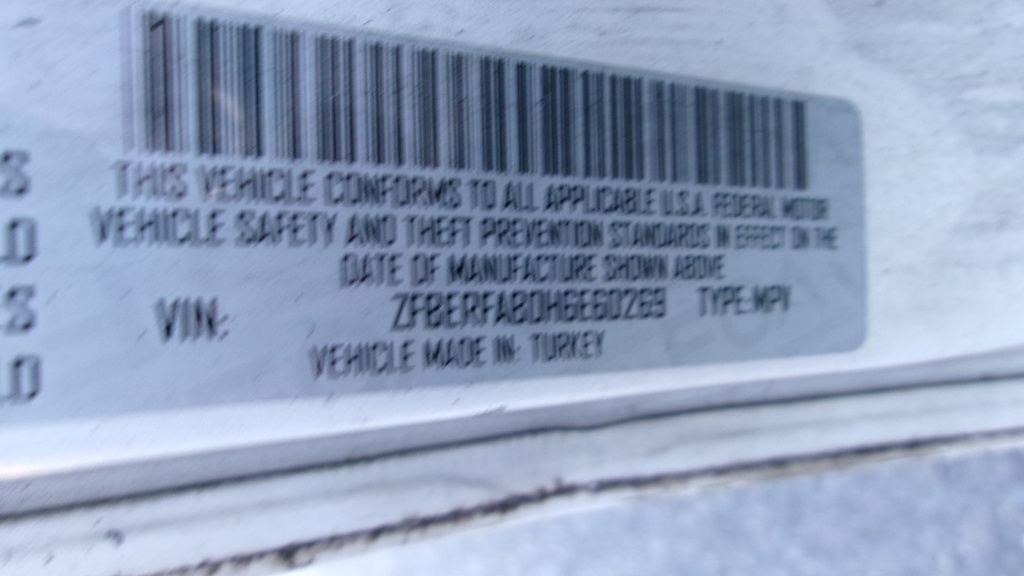 S
THIS VEHICLE CONFORMS TO ALL APPLICABLE U.S.A. FEDERAL MOTOR
VEHICLE SAFETY AND THEFT PREVENTION STANDARDS IN EFFECT ON THE
DATE OF MANUFACTURE SHOWN ABOVE
VIN: ZFBERFAB0H6E60269 TYPE:MPV
VEHICLE MADE IN: TURKEY